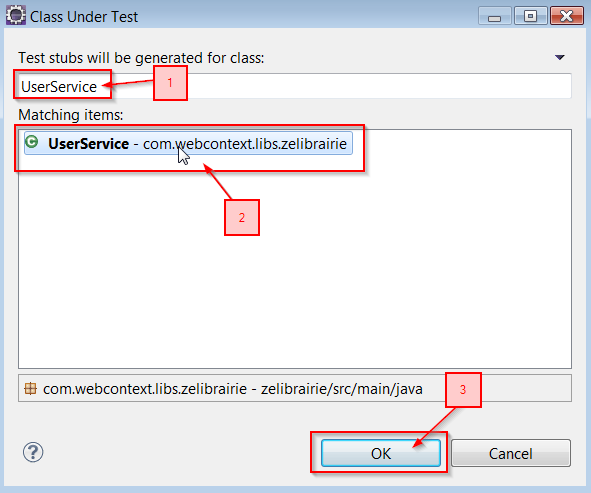 Class Under Test
Test stubs will be generated for class:
UserService
1
Matching items:
UserService - com.webcontext.libs.zelibrairie
2
com.webcontext.libs.zelibrairie - zelibrairie/src/main/java
3
?
OK
Cancel